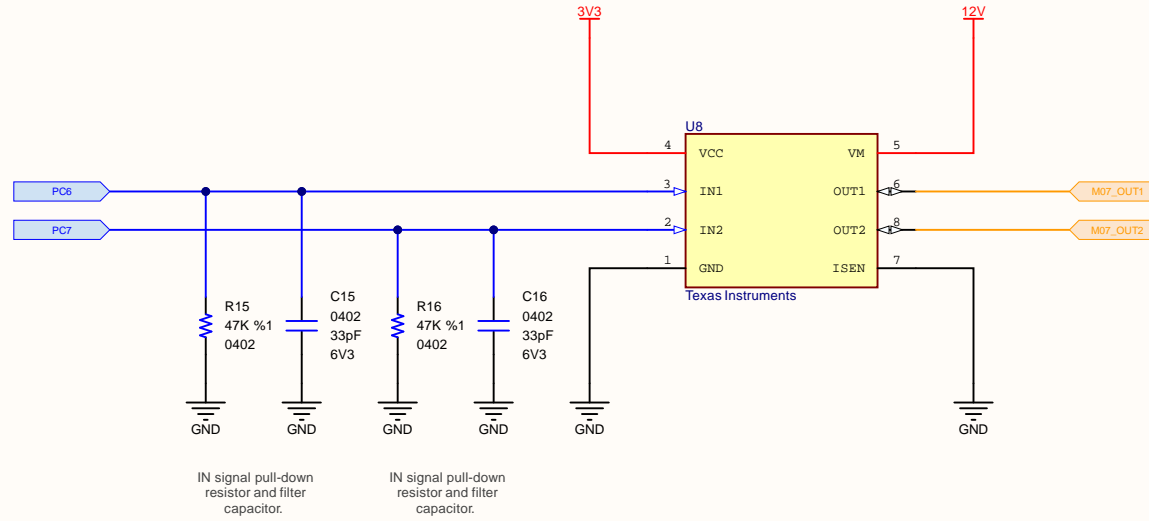 3V3
12V
U8
4
VCC
VM
5
PC6
3
IN1
OUT1
6
M07_OUT1
PC7
2
IN2
OUT2
8
M07_OUT2
1
GND
ISEN
7
Texas Instruments
R15
47K %1
0402
C15
0402
33pF
6V3
R16
47K %1
0402
C16
0402
33pF
6V3
GND
GND
GND
GND
GND
GND
IN signal pull-down
resistor and filter
capacitor.
IN signal pull-down
resistor and filter
capacitor.